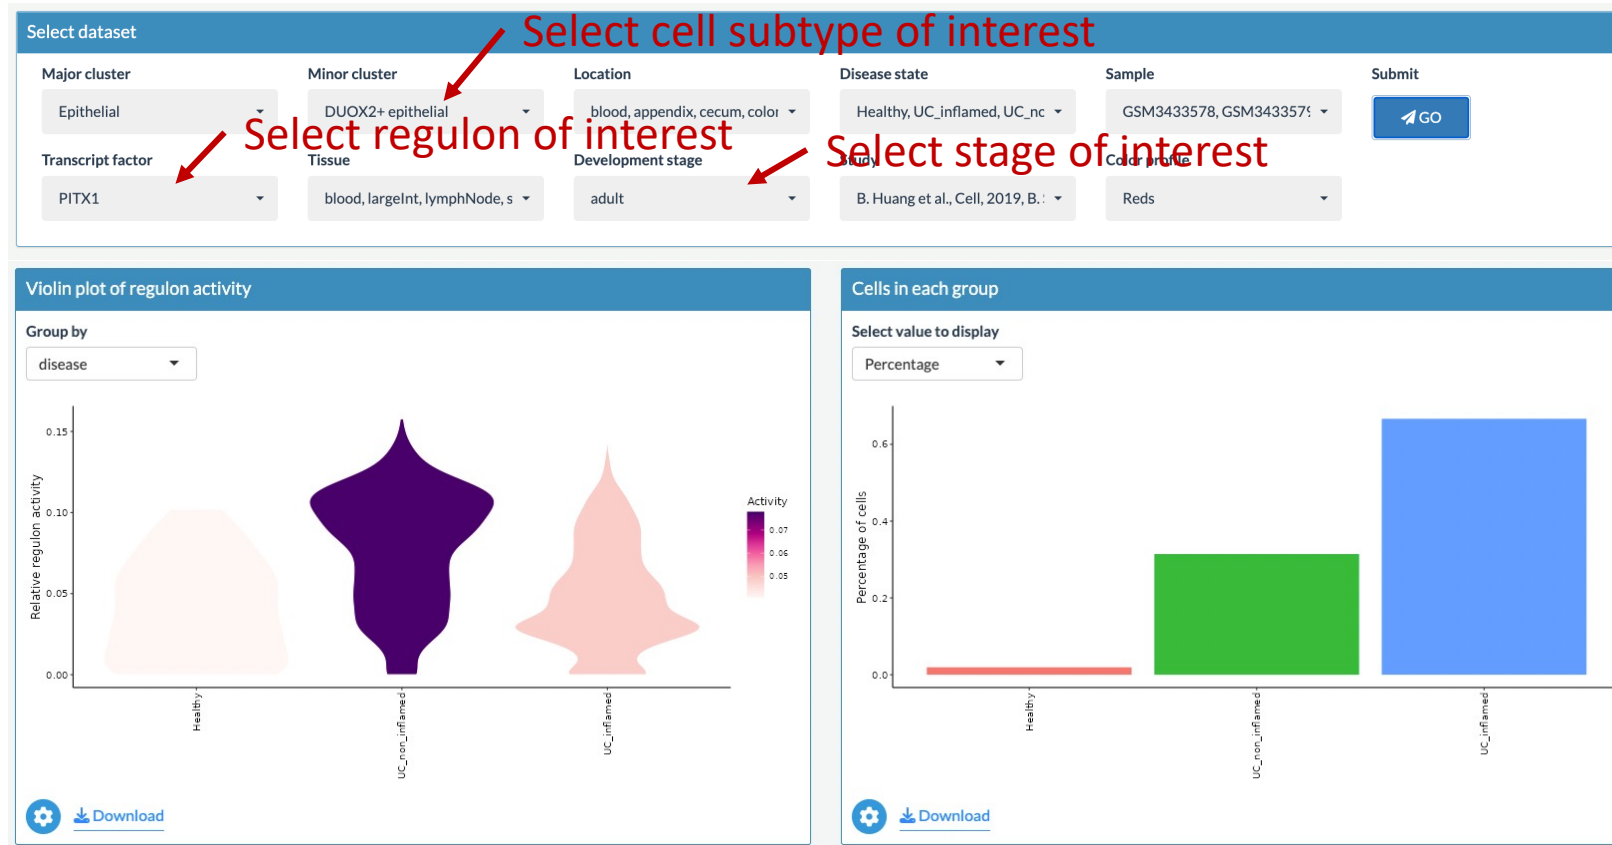 Select dataset
Select cell subtype of interest
Major cluster
Minor cluster
Location
Disease state
Sample
Submit
Epithelial
DUOX2+ epithelial
blood, appendix, cecum, color
Healthy, UC_inflamed, UC_nc
GSM3433578, GSM3433579
GO
Select regulon of interest
Select stage of interest
Transcript factor
Tissue
Development stage
Study
Color profile
PITX1
blood, largeInt, lymphNode, s
adult
B. Huang et al., Cell, 2019, B. :
Reds
Violin plot of regulon activity
Group by
disease
0.15
0.10
0.05
0.00
Relative regulon activity
Healthy
UC_non_inflamed
UC_inflamed
Activity
0.07
0.06
0.05
Download
Cells in each group
Select value to display
Percentage
0.6
0.4
0.2
0.0
Percentage of cells
Healthy
UC_non_inflamed
UC_inflamed
Download